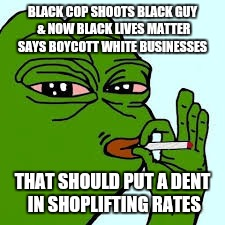 BLACK COP SHOOTS BLACK GUY
& NOW BLACK LIVES MATTER
SAYS BOYCOTT WHITE BUSINESSES
THAT SHOULD PUT A DENT
IN SHOPLIFTING RATES